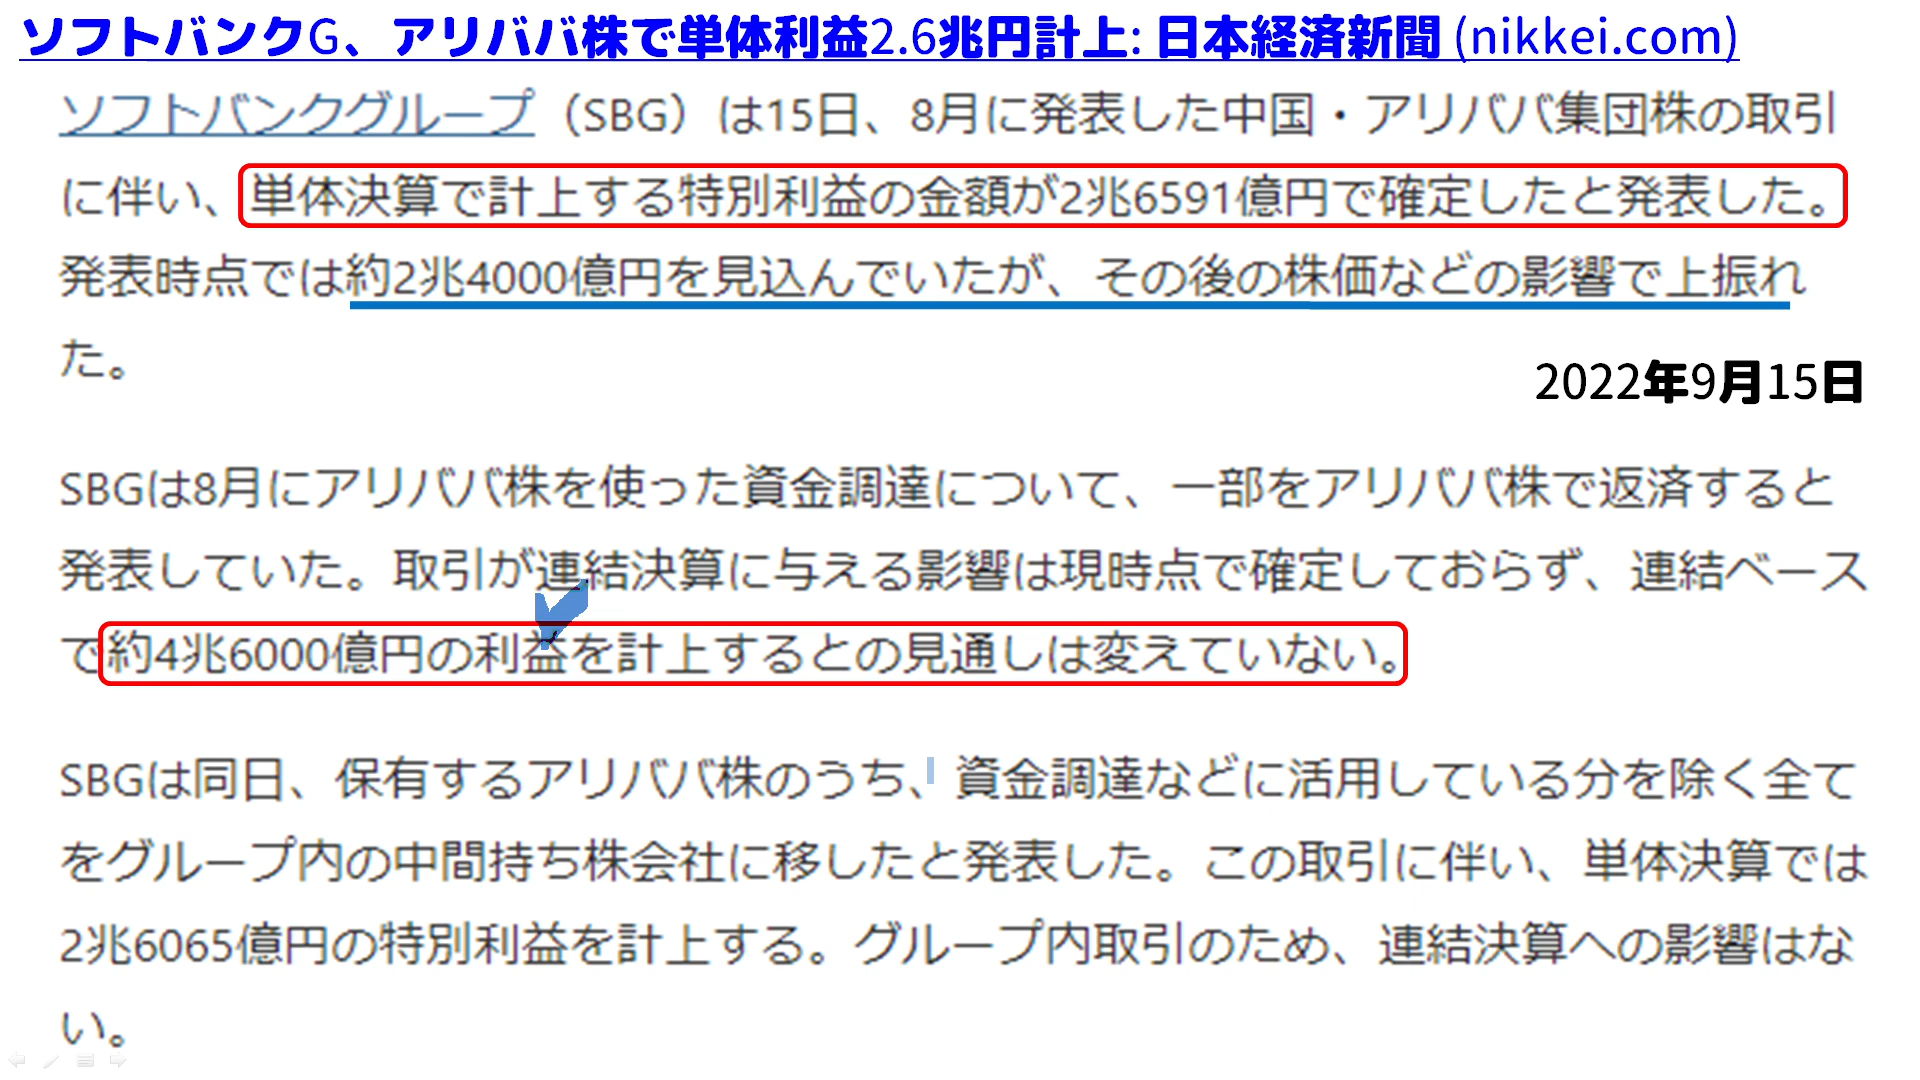 ソフトバンクG、アリババ株で単体利益2.6兆円計上: 日本経済新聞 (nikkei.com)
ソフトバンクグループ（SBG）は15日、8月に発表した中国・アリババ集団株の取引
に伴い、単体決算で計上する特別利益の金額が2兆6591億円で確定したと発表した。
発表時点では約2兆4000億円を見込んでいたが、その後の株価などの影響で上振れ
た。
2022年9月15日
SBGは8月にアリババ株を使った資金調達について、一部をアリババ株で返済すると
発表していた。取引が連結決算に与える影響は現時点で確定しておらず、連結ベース
で約4兆6000億円の利益を計上するとの見通しは変えていない。
SBGは同日、保有するアリババ株のうち、資金調達などに活用している分を除く全て
をグループ内の中間持ち株会社に移したと発表した。この取引に伴い、単体決算では
2兆6065億円の特別利益を計上する。グループ内取引のため、連結決算への影響はな
い。